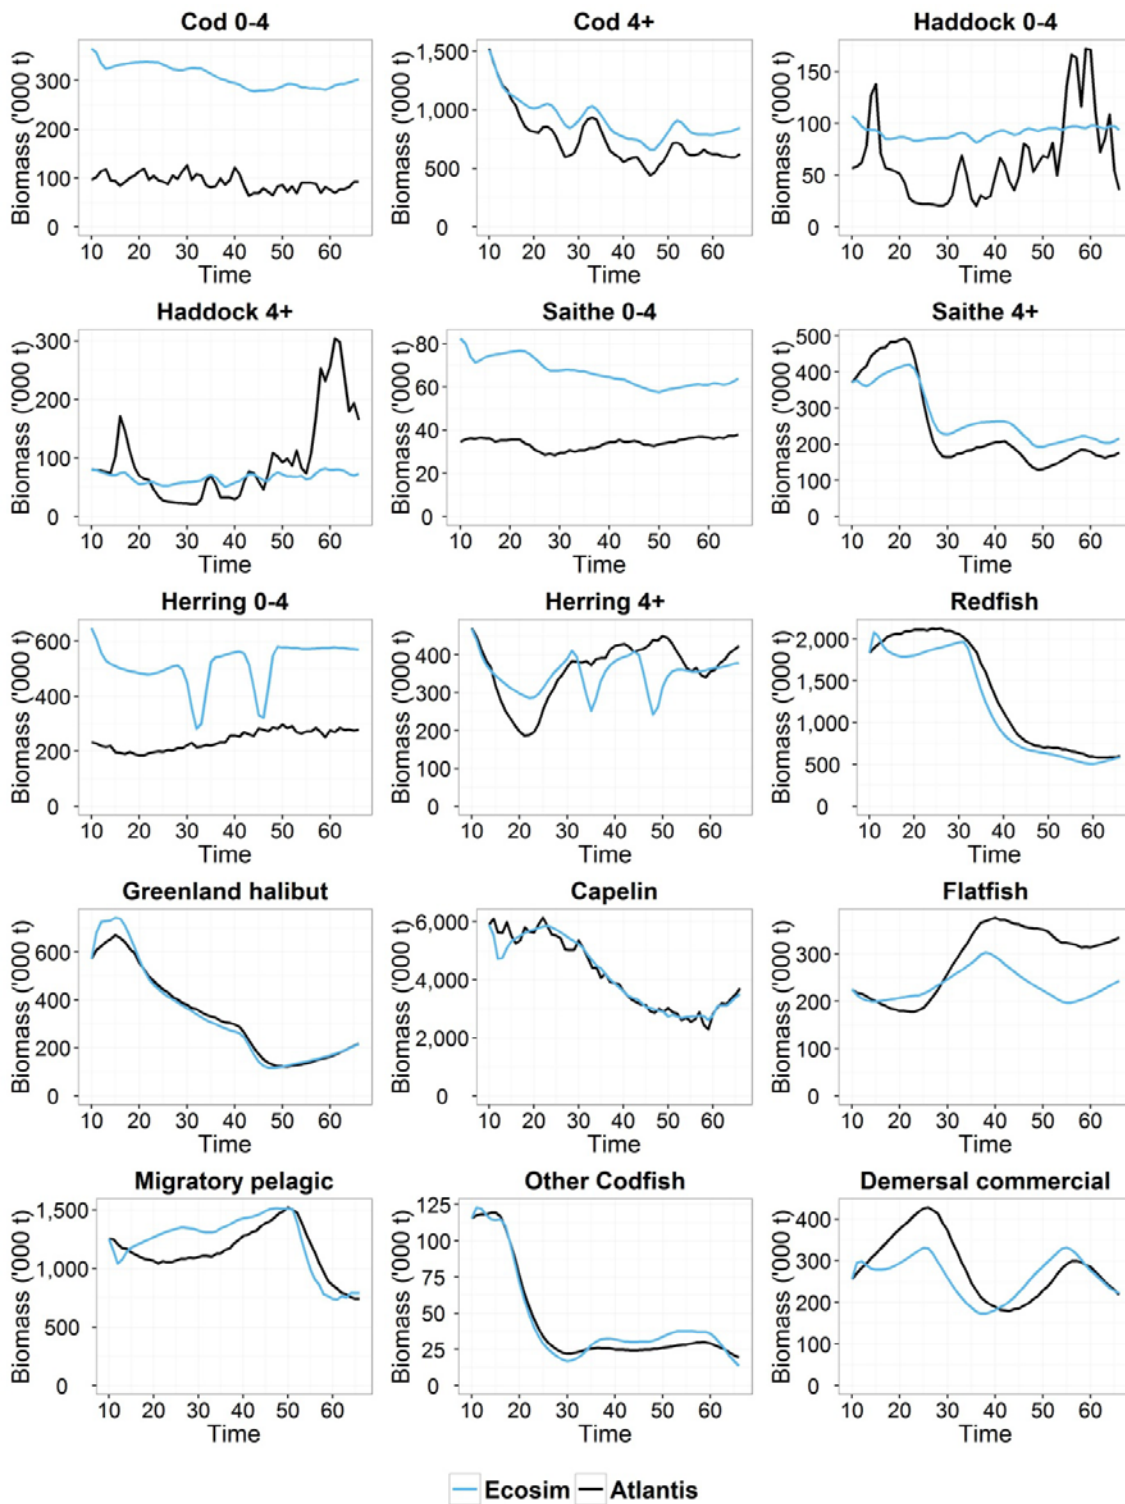 Cod 0-4 Cod 4+ Haddock 0-4
Biomass ('000 t) 300 200 100 0 Biomass ('000 t) 1,500 1,000 500 0 Biomass ('000 t) 150 100 50 0
10 20 30 40 50 60 10 20 30 40 50 60 10 20 30 40 50 60
Time Time Time
Haddock 4+ Saithe 0-4 Saithe 4+
Biomass ('000 t) 300 200 100 0 Biomass ('000 t) 80 60 40 20 0 Biomass ('000 t) 500 400 300 200 100 0
10 20 30 40 50 60 10 20 30 40 50 60 10 20 30 40 50 60
Time Time Time
Herring 0-4 Herring 4+ Redfish
Biomass ('000 t) 600 400 200 0 Biomass ('000 t) 400 300 200 100 0 Biomass ('000 t) 2,000 1,500 1,000 500 0
10 20 30 40 50 60 10 20 30 40 50 60 10 20 30 40 50 60
Time Time Time
Greenland halibut Capelin Flatfish
Biomass ('000 t) 600 400 200 0 Biomass ('000 t) 6,000 4,000 2,000 0 Biomass ('000 t) 300 200 100 0
10 20 30 40 50 60 10 20 30 40 50 60 10 20 30 40 50 60
Time Time Time
Migratory pelagic Other Codfish Demersal commercial
Biomass ('000 t) 1,500 1,000 500 0 Biomass ('000 t) 125 100 75 50 25 0 Biomass ('000 t) 400 300 200 100 0
10 20 30 40 50 60 10 20 30 40 50 60 10 20 30 40 50 60
Time Time Time
Ecosim Atlantis